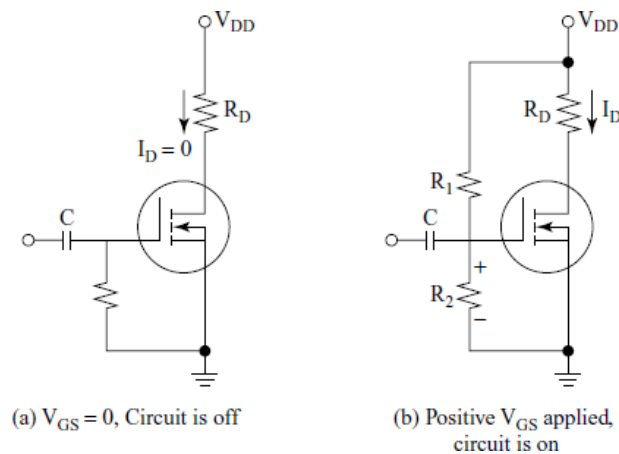 V_DD
R_D
I_D = 0
C
(a) V_GS = 0, Circuit is off
V_DD
R_D
I_D
R_1
C
+
R_2
−
(b) Positive V_GS applied,
circuit is on